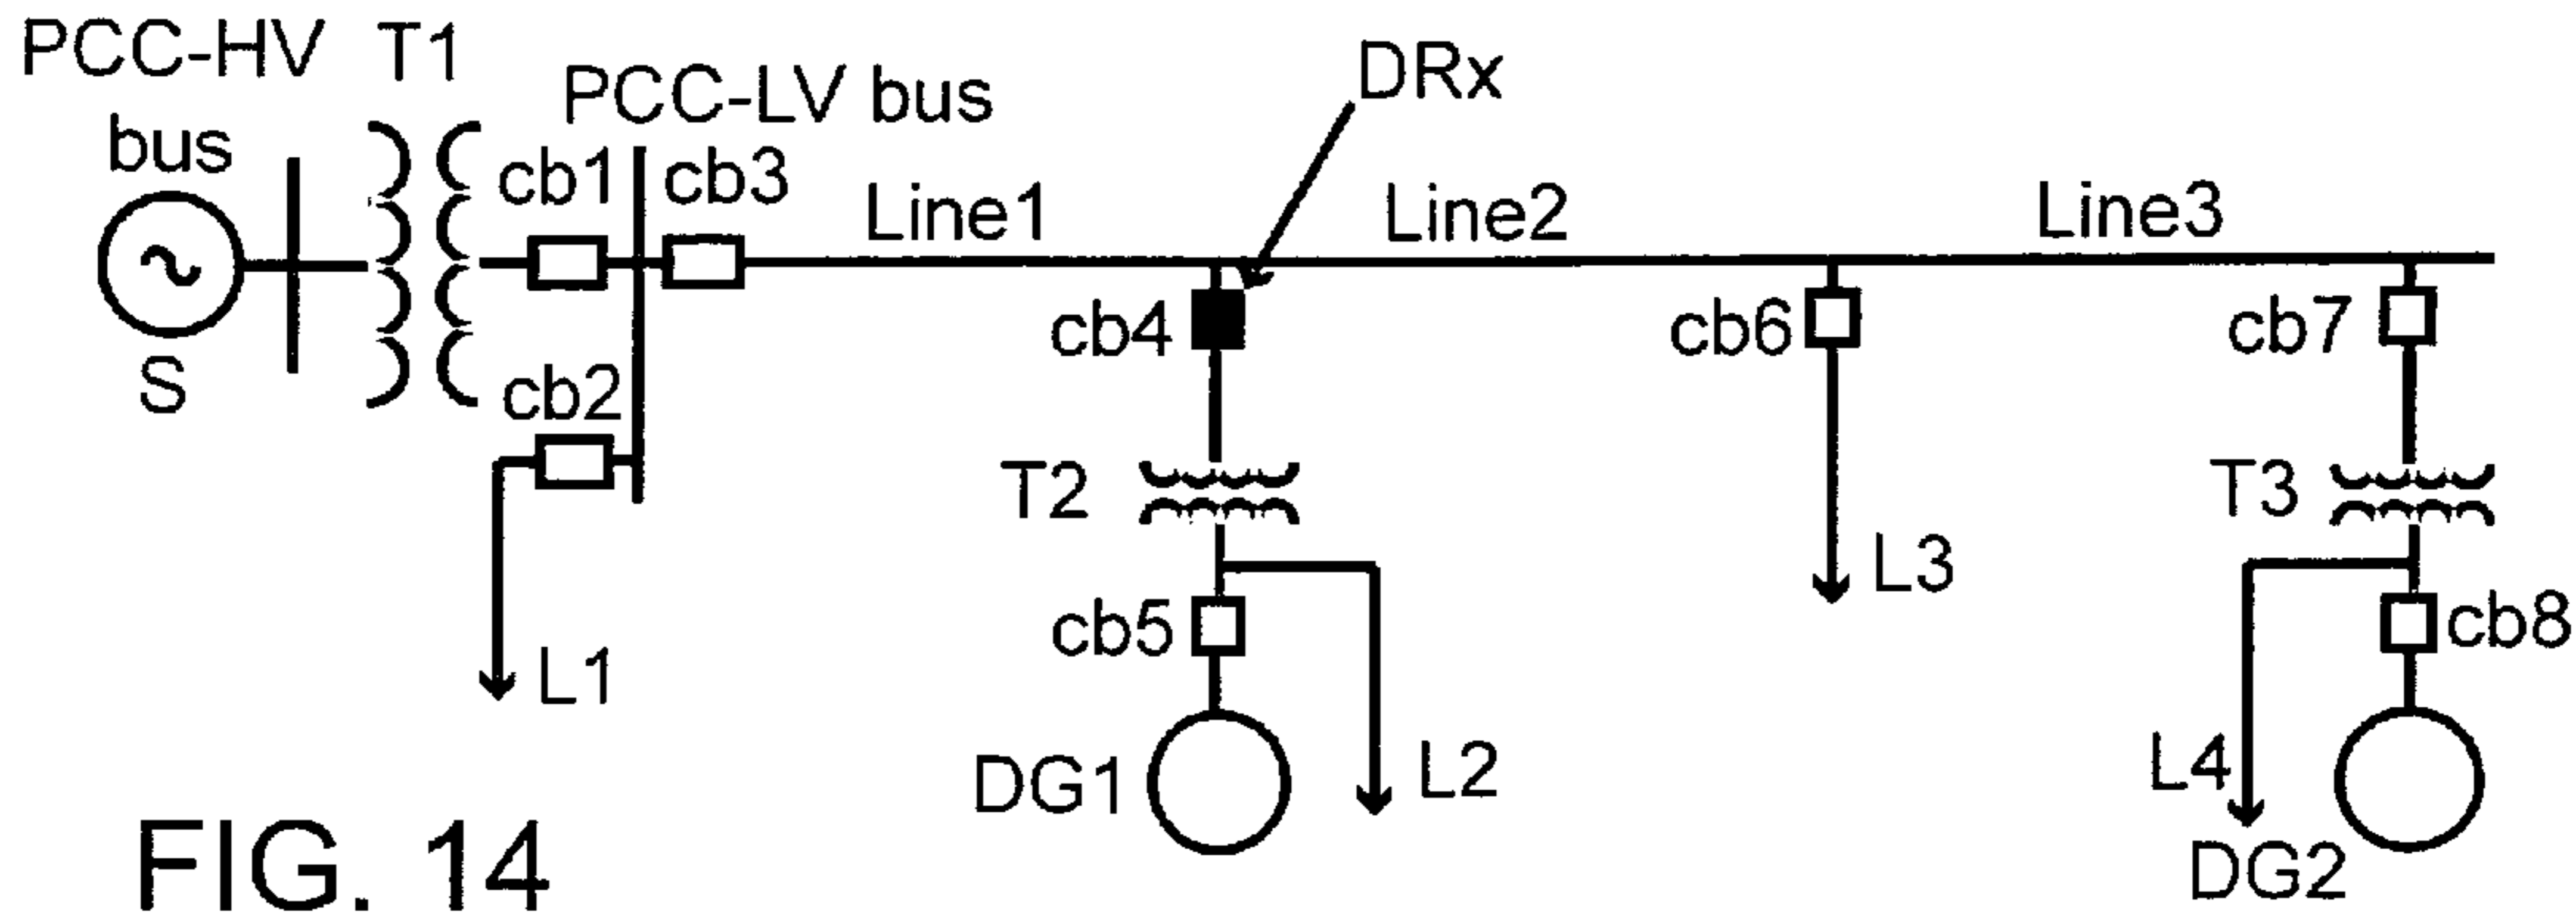 PCC-HV bus
T1
PCC-LV bus
DRx
cb1
cb3
Line1
Line2
Line3
S
cb2
cb4
cb6
cb7
L1
T2
T3
cb5
L3
cb8
DG1
L2
L4
DG2
FIG. 14